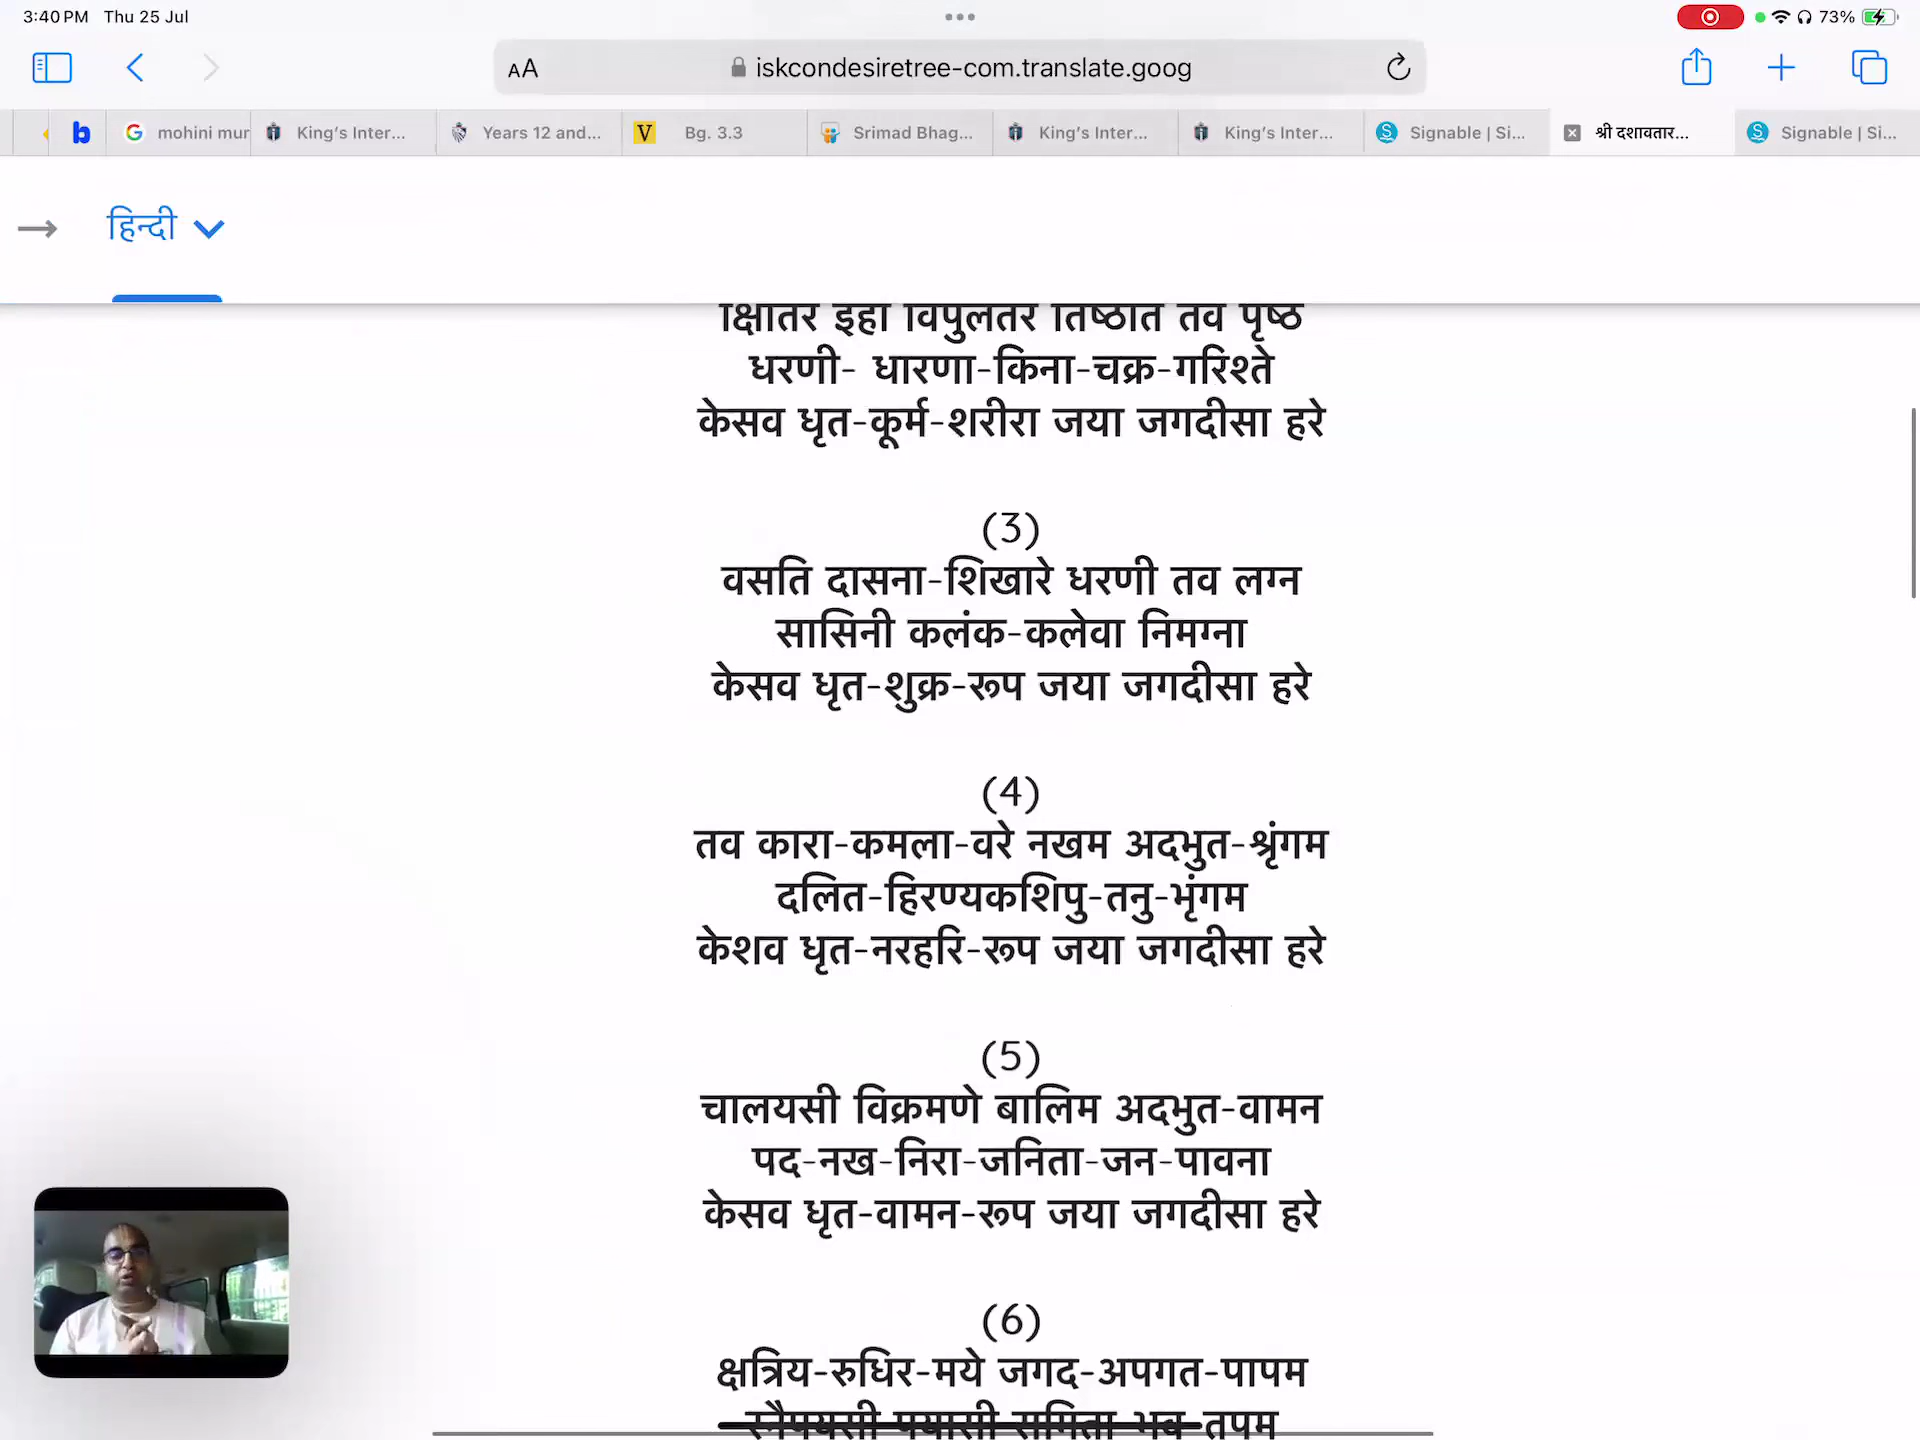 3:40 PM Thu 25 Jul
73%
AA
iskcondesiretree-com.translate.goog
b
mohini mur
King's Inter...
Years 12 and...
V
Bg. 3.3
Srimad Bhag...
King's Inter...
King's Inter...
S
Signable | Si...
श्री दशावतार...
S
Signable | Si...
→ हिन्दी
क्षितिर इहा विपुलतर तिष्ठति तव पृष्ठ
धरणी- धारणा-किना-चक्र-गरिश्ते
केसव धृत-कूर्म-शरीरा जया जगदीसा हरे
(3)
वसति दासना-शिखारे धरणी तव लग्न
सासिनी कलंक-कलेवा निमग्ना
केसव धृत-शुक्र-रूप जया जगदीसा हरे
(4)
तव कारा-कमला-वरे नखम अदभुत-श्रृंगम
दलित-हिरण्यकशिपु-तनु-भृंगम
केशव धृत-नरहरि-रूप जया जगदीसा हरे
(5)
चालयसी विक्रमणे बालिम अदभुत-वामन
पद-नख-निरा-जनिता-जन-पावना
केसव धृत-वामन-रूप जया जगदीसा हरे
(6)
क्षत्रिय-रुधिर-मये जगद-अपगत-पापम
तपम